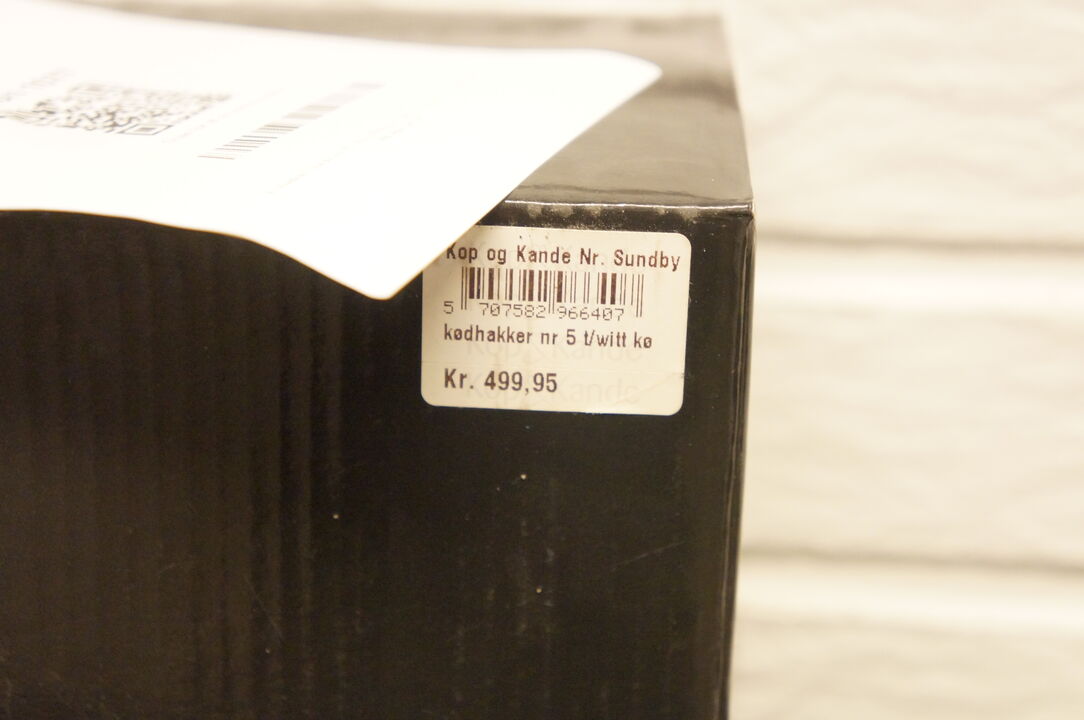 Kop og Kande Nr. Sundby
5 707582 966407
kødhakker nr 5 t/witt kø
Kr. 499,95